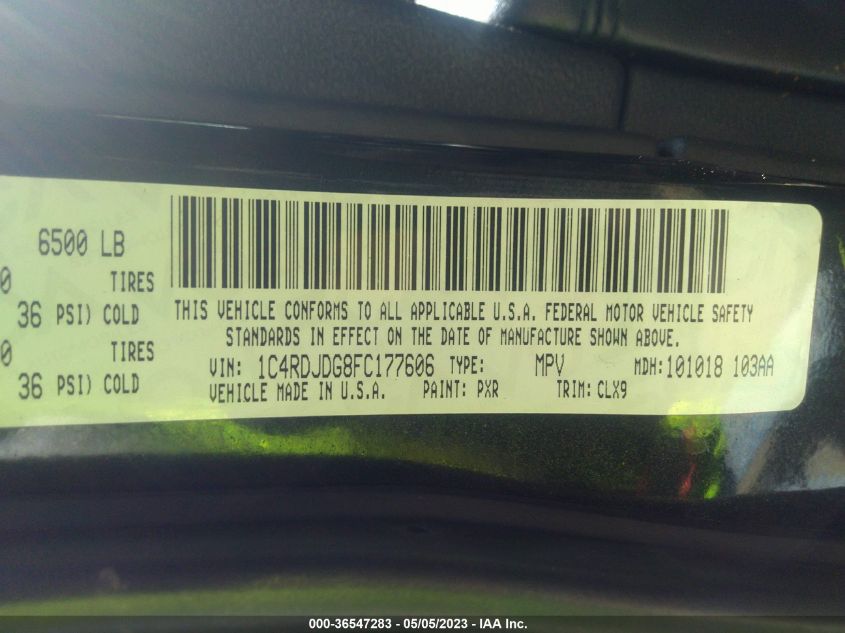 6500 LB
0 TIRES
36 PSI) COLD
0 TIRES
36 PSI) COLD
THIS VEHICLE CONFORMS TO ALL APPLICABLE U.S.A. FEDERAL MOTOR VEHICLE SAFETY
STANDARDS IN EFFECT ON THE DATE OF MANUFACTURE SHOWN ABOVE.
VIN: 1C4RDJDG8FC177606 TYPE: MPV MDH: 101018 103AA
VEHICLE MADE IN U.S.A. PAINT: PXR TRIM: CLX9
000-36547283 - 05/05/2023 - IAA Inc.